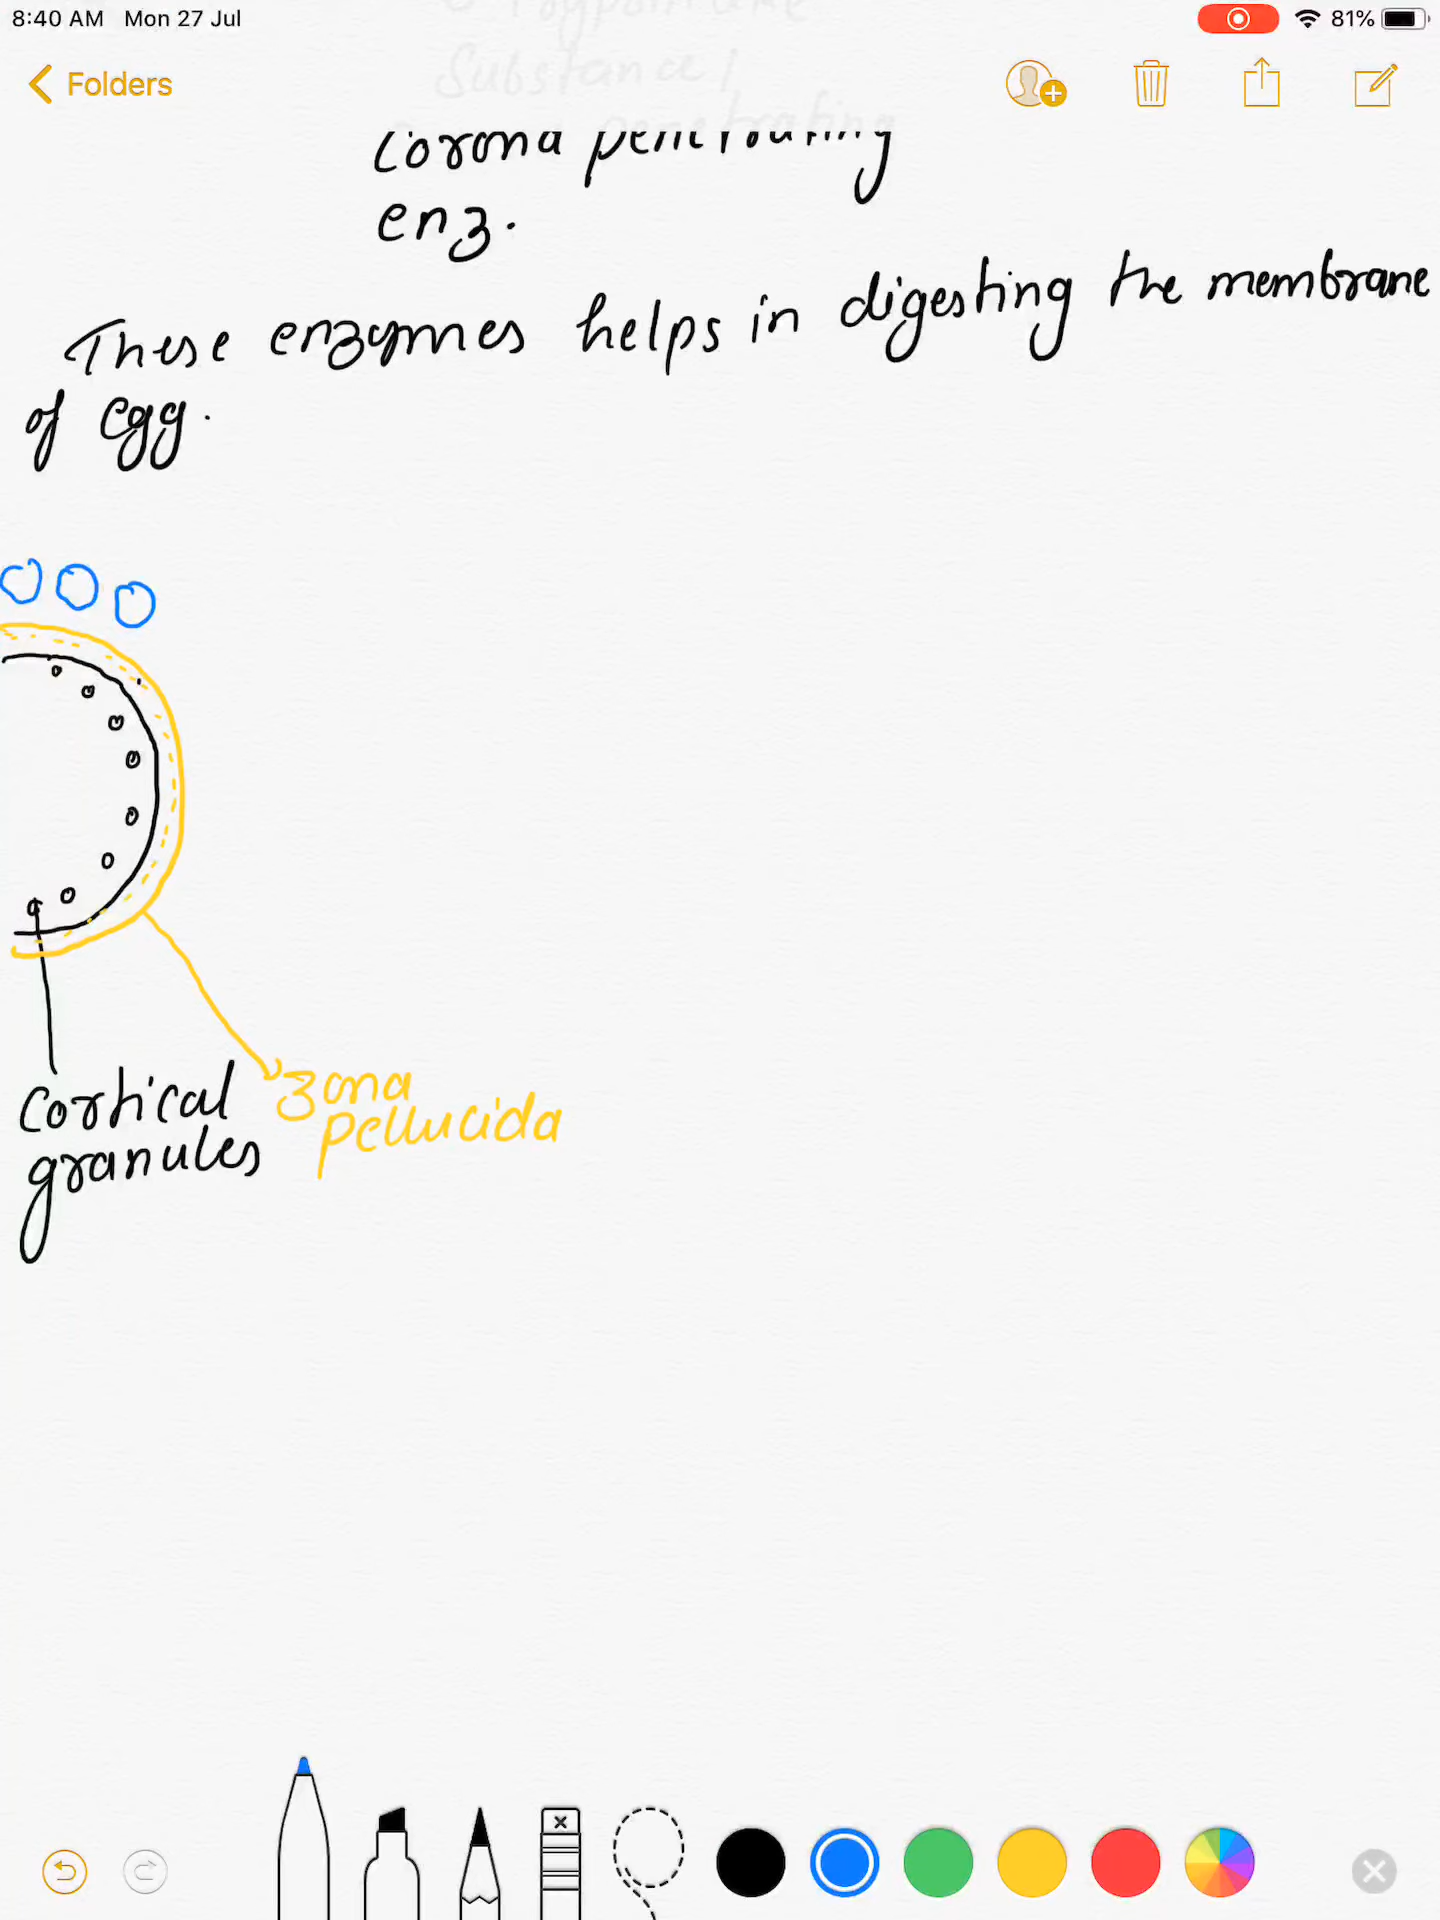 8:40 AM Mon 27 Jul
81%
Folders
Substance /
Corona penetrating
enz.
These enzymes helps in digesting the membrane
of egg.
Cortical
granules
zona
pellucida